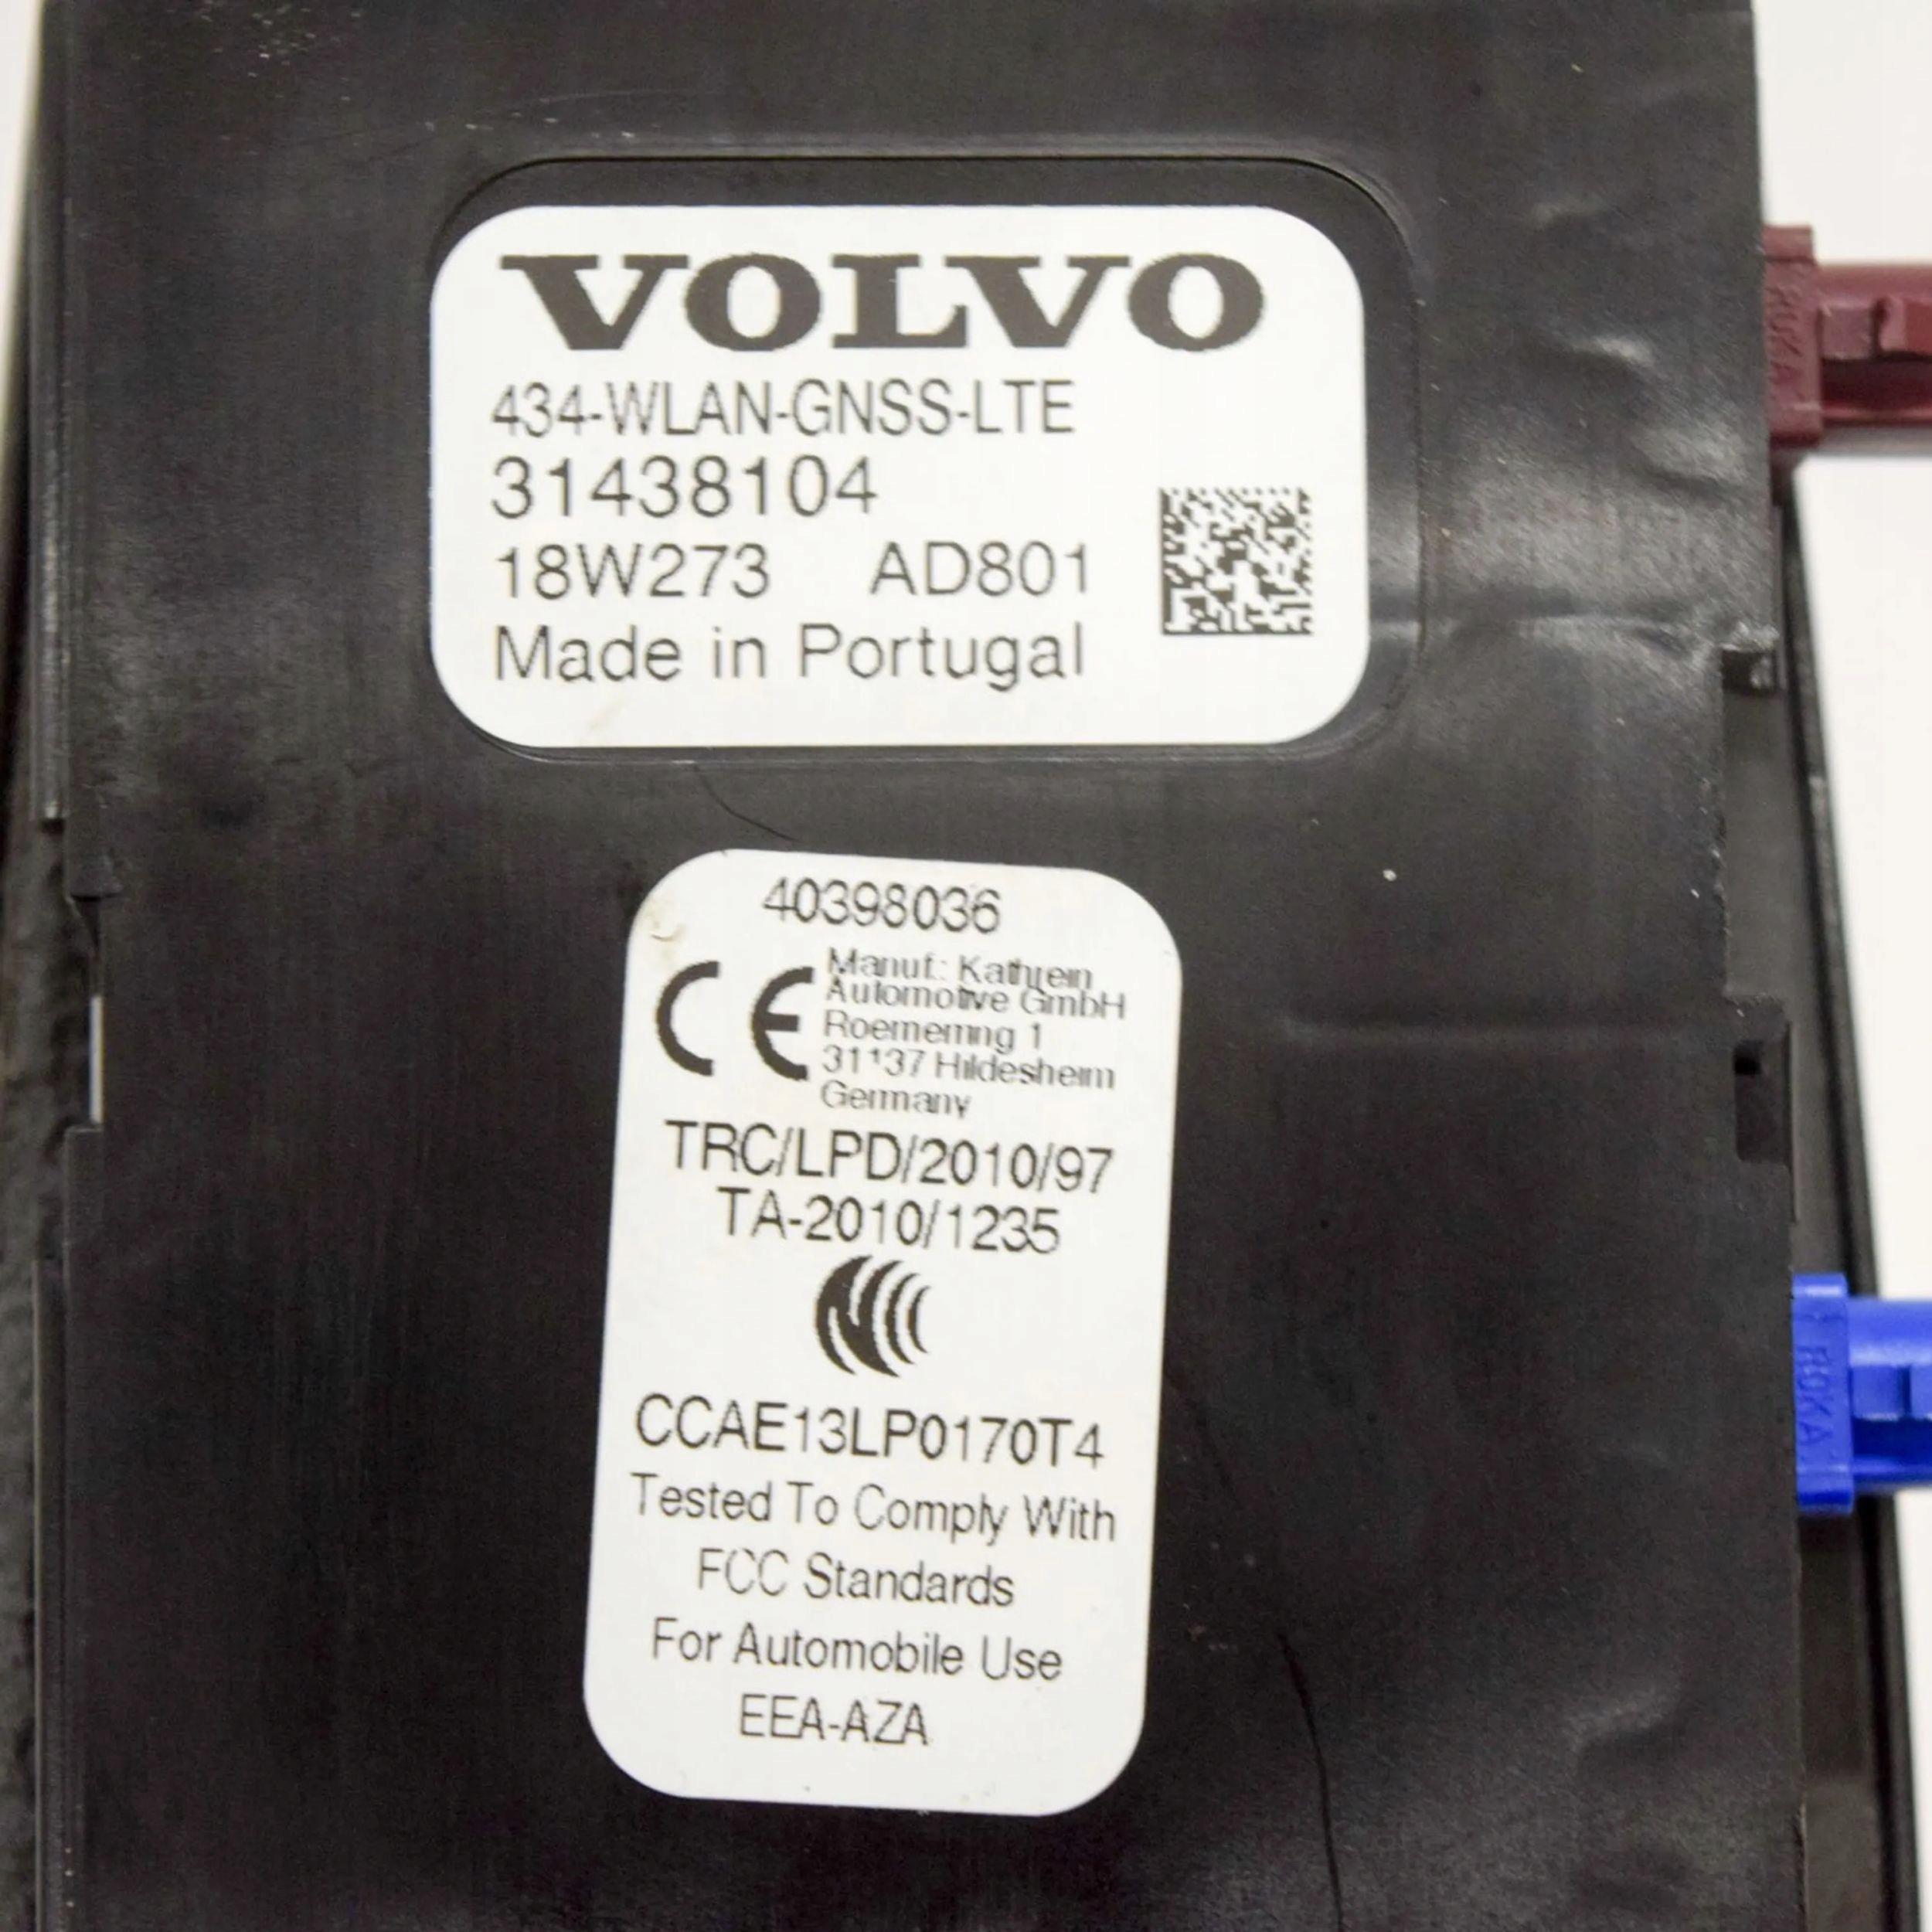 VOLVO
434-WLAN-GNSS-LTE
31438104
18W273 AD801
Made in Portugal
ROKA
40398036
CE
Manuf.: Kathrein
Automotive GmbH
Roemerring 1
31137 Hildesheim
Germany
TRC/LPD/2010/97
TA-2010/1235
CCAE13LP0170T4
Tested To Comply With
FCC Standards
For Automobile Use
EEA-AZA
ROKA